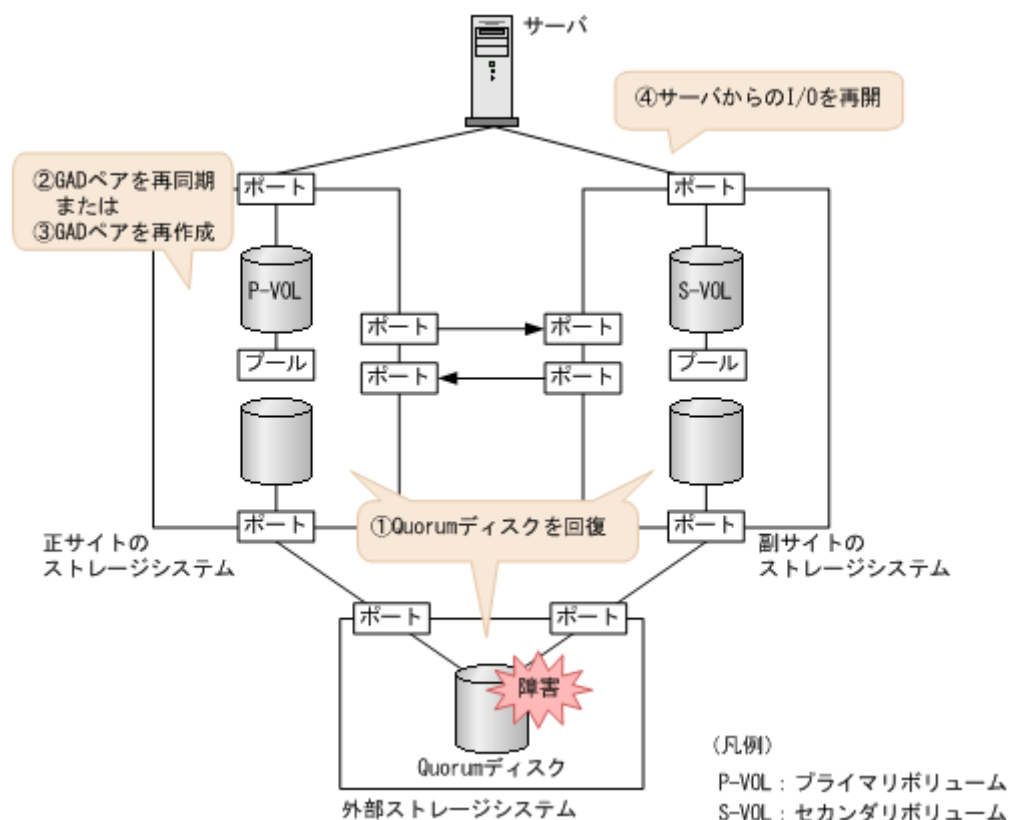 サーバ
④サーバからのI/Oを再開
②GADペアを再同期
または
③GADペアを再作成
ポート
ポート
P-VOL
S-VOL
ポート
ポート
プール
ポート
ポート
プール
①Quorumディスクを回復
ポート
ポート
正サイトの
ストレージシステム
副サイトの
ストレージシステム
ポート
ポート
障害
Quorumディスク
外部ストレージシステム
(凡例)
P-VOL：プライマリボリューム
S-VOL：セカンダリボリューム